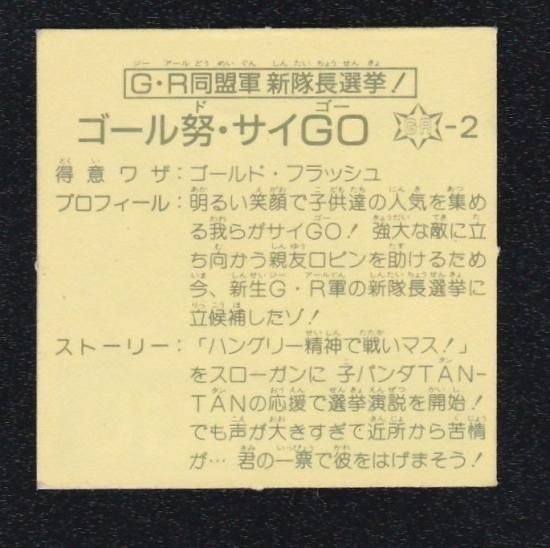 G・R同盟軍 新隊長選挙！
ゴール努・サイGO GR-2
得意ワザ：ゴールド・フラッシュ
プロフィール：明るい笑顔で子供達の人気を集め
る我らがサイGO！ 強大な敵に立
ち向かう親友ロビンを助けるため
今、新生G・R軍の新隊長選挙に
立候補したゾ！
ストーリー：「ハングリー精神で戦いマス！」
をスローガンに 子パンダTAN-
TANの応援で選挙演説を開始！
でも声が大きすぎて近所から苦情
が… 君の一票で彼をはげまそう！